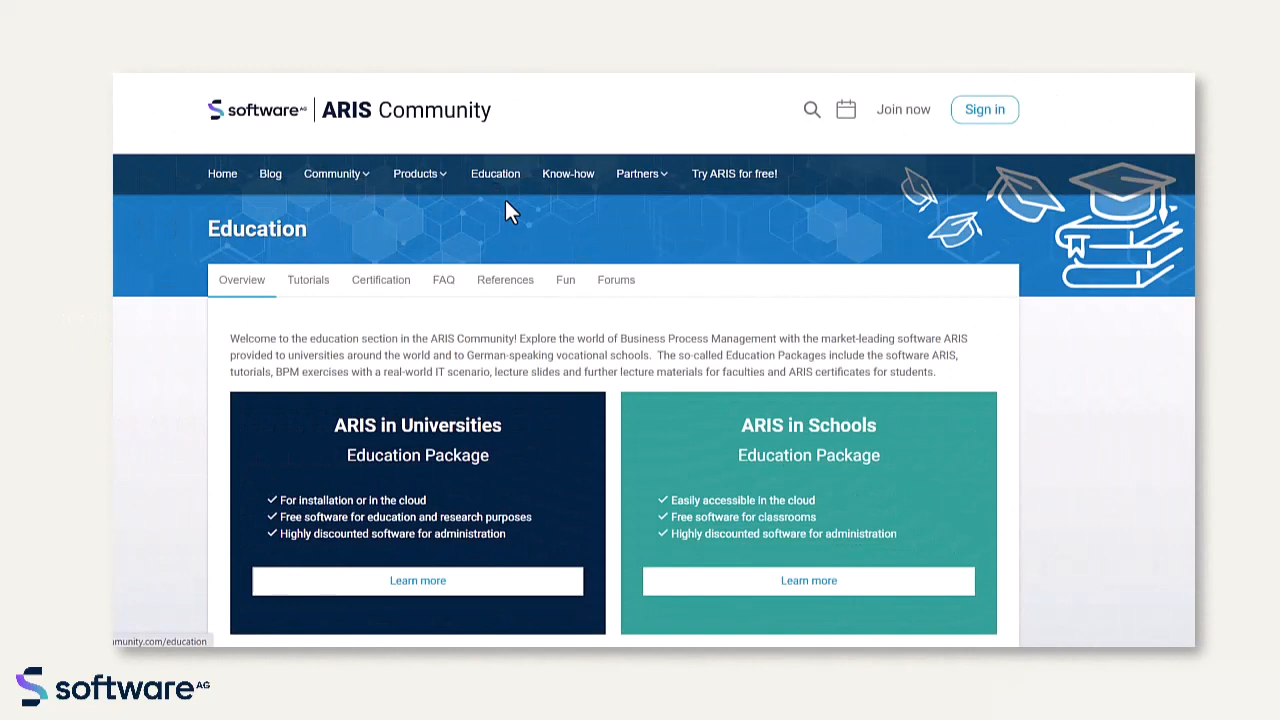 software AG | ARIS Community
Join now
Sign in
Home
Blog
Community
Products
Education
Know-how
Partners
Try ARIS for free!
Education
Overview
Tutorials
Certification
FAQ
References
Fun
Forums
Welcome to the education section in the ARIS Community! Explore the world of Business Process Management with the market-leading software ARIS
provided to universities around the world and to German-speaking vocational schools. The so-called Education Packages include the software ARIS,
tutorials, BPM exercises with a real-world IT scenario, lecture slides and further lecture materials for faculties and ARIS certificates for students.
ARIS in Universities
Education Package
✓ For installation or in the cloud
✓ Free software for education and research purposes
✓ Highly discounted software for administration
Learn more
ARIS in Schools
Education Package
✓ Easily accessible in the cloud
✓ Free software for classrooms
✓ Highly discounted software for administration
Learn more
munity.com/education
software AG